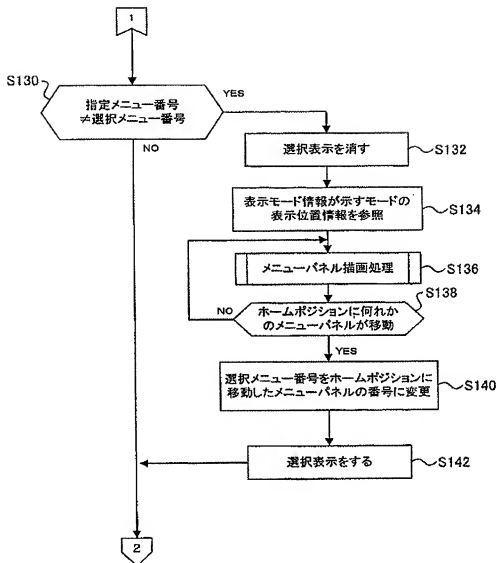 1
S130
指定メニュー番号
≠選択メニュー番号
YES
NO
選択表示を消す
S132
表示モード情報が示すモードの
表示位置情報を参照
S134
メニューパネル描画処理
S136
S138
NO
ホームポジションに何れか
のメニューパネルが移動
YES
選択メニュー番号をホームポジションに
移動したメニューパネルの番号に変更
S140
選択表示をする
S142
2